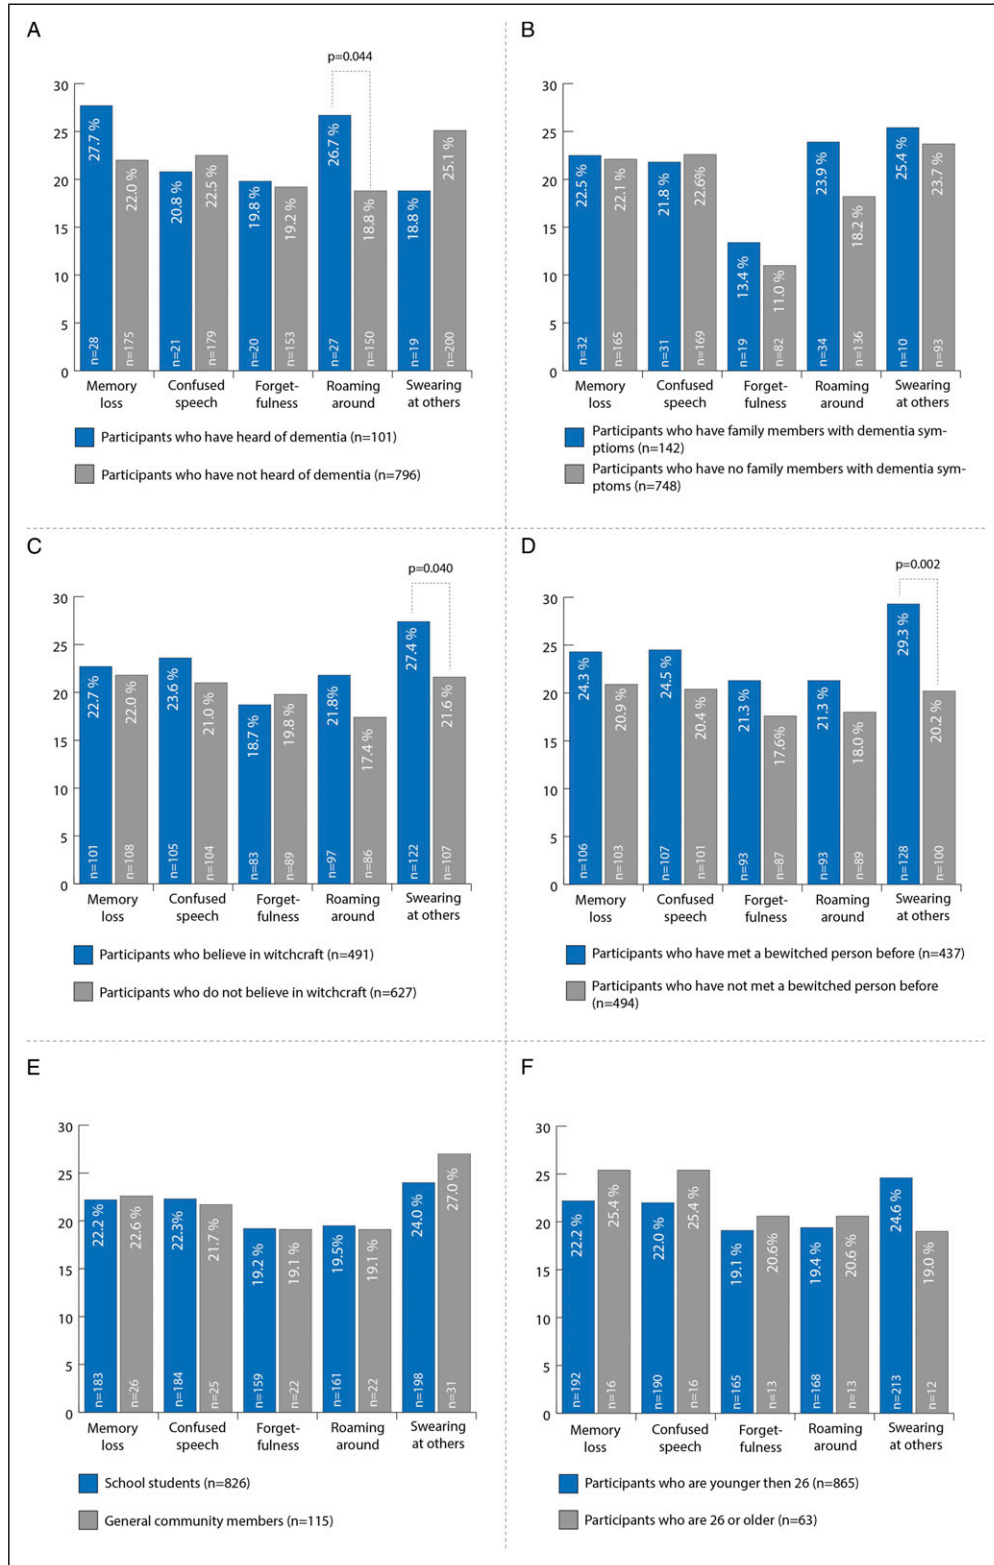 A
p=0.044
30
25
20
15
10
5
0
27.7 %
22.0 %
20.8 %
22.5 %
19.8 %
19.2 %
26.7 %
18.8 %
18.8 %
25.1 %
n=28
n=175
n=21
n=179
n=20
n=153
n=27
n=150
n=19
n=200
Memory
loss
Confused
speech
Forget-
fulness
Roaming
around
Swearing
at others
Participants who have heard of dementia (n=101)
Participants who have not heard of dementia (n=796)
B
30
25
20
15
10
5
0
22.5 %
22.1 %
21.8 %
22.6%
13.4 %
11.0 %
23.9 %
18.2 %
25.4 %
23.7 %
n=32
n=165
n=31
n=169
n=19
n=82
n=34
n=136
n=10
n=93
Memory
loss
Confused
speech
Forget-
fulness
Roaming
around
Swearing
at others
Participants who have family members with dementia sym-
ptioms (n=142)
Participants who have no family members with dementia sym-
ptoms (n=748)
C
p=0.040
30
25
20
15
10
5
0
22.7 %
22.0 %
23.6 %
21.0 %
18.7 %
19.8 %
21.8%
17.4 %
27.4 %
21.6 %
n=101
n=108
n=105
n=104
n=83
n=89
n=97
n=86
n=122
n=107
Memory
loss
Confused
speech
Forget-
fulness
Roaming
around
Swearing
at others
Participants who believe in witchcraft (n=491)
Participants who do not believe in witchcraft (n=627)
D
p=0.002
30
25
20
15
10
5
0
24.3 %
20.9 %
24.5 %
20.4 %
21.3 %
17.6%
21.3 %
18.0 %
29.3 %
20.2 %
n=106
n=103
n=107
n=101
n=93
n=87
n=93
n=89
n=128
n=100
Memory
loss
Confused
speech
Forget-
fulness
Roaming
around
Swearing
at others
Participants who have met a bewitched person before (n=437)
Participants who have not met a bewitched person before
(n=494)
E
30
25
20
15
10
5
0
22.2 %
22.6 %
22.3%
21.7 %
19.2 %
19.1 %
19.5%
19.1 %
24.0 %
27.0 %
n=183
n=26
n=184
n=25
n=159
n=22
n=161
n=22
n=198
n=31
Memory
loss
Confused
speech
Forget-
fulness
Roaming
around
Swearing
at others
School students (n=826)
General community members (n=115)
F
30
25
20
15
10
5
0
22.2 %
25.4 %
22.0 %
25.4 %
19.1 %
20.6%
19.4 %
20.6 %
24.6 %
19.0 %
n=192
n=16
n=190
n=16
n=165
n=13
n=168
n=13
n=213
n=12
Memory
loss
Confused
speech
Forget-
fulness
Roaming
around
Swearing
at others
Participants who are younger then 26 (n=865)
Participants who are 26 or older (n=63)